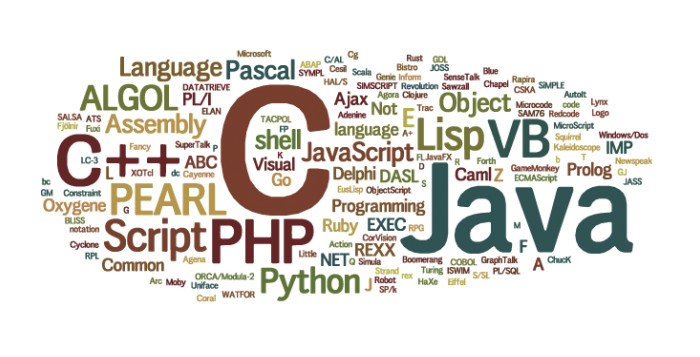 Microsoft
C/AL
Cg
Rust
GDL
Language
Pascal
ABAP
SYMPL
Cesil
Scala
Bistro
JOSS
HAL/S
Genie
Inform
SenseTalk
Blue
DATATRIEVE
SIMSCRIPT
Revolution
Sawzall
Chapel
Rapira
ALGOL
PL/I
C
Ajax
Agora
Clojure
CSKA
SiMPLE
ELAN
Adenine
Not
E
Trac
Object
AutoIt
Microcode
code
Lynx
SALSA
ATS
Assembly
TACPOL
SAM76
Redcode
Logo
Fjölnir
Fuxi
FP
language
A+
Lisp
VB
MicroScript
C++
Fancy
SuperTalk
P
shell
K
JavaScript
Squirrel
Windows/Dos
LC-3
ABC
Visual
FL
JavaFX
R
Forth
Kaleidoscope
IMP
L
XOTcl
dc
Cayenne
Go
Delphi
DASL
D
Caml
Z
GameMonkey
b
T
Newspeak
bc
S
ECMAScript
Prolog
GJ
GM
Constraint
EusLisp
ObjectScript
JASS
Oxygene
G
PEARL
Programming
d
Java
BLISS
notation
Script
PHP
Ruby
EXEC
RPG
M
Cyclone
Action
CorVision
F
RPL
Little
REXX
Common
Agena
NET
Q
Simula
Boomerang
COBOL
GraphTalk
A
ChucK
ORCA/Modula-2
Python
Strand
rex
Turing
ISWIM
PL/SQL
Arc
Moby
Uniface
J
Robot
HaXe
Eiffel
S/SL
Coral
WATFOR
SP/k